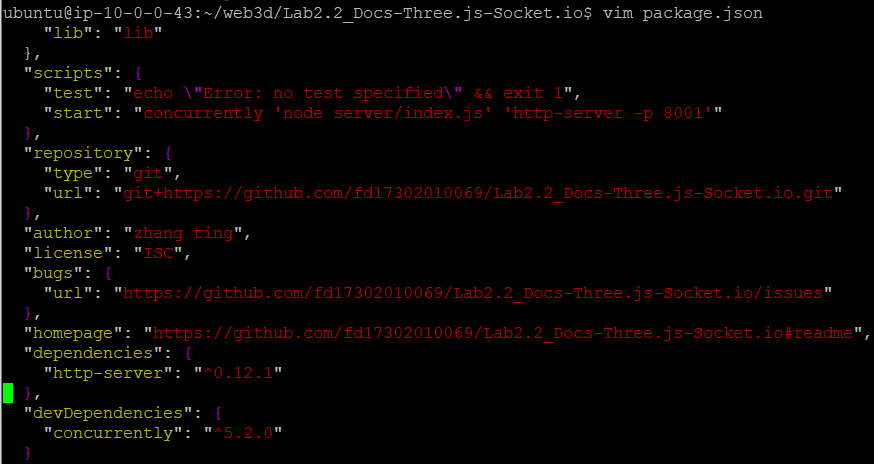 ubuntu@ip-10-0-0-43:~/web3d/Lab2.2_Docs-Three.js-Socket.io$ vim package.json
    "lib": "lib"
  },
  "scripts": {
    "test": "echo \"Error: no test specified\" && exit 1",
    "start": "concurrently 'node server/index.js' 'http-server -p 8001'"
  },
  "repository": {
    "type": "git",
    "url": "git+https://github.com/fd17302010069/Lab2.2_Docs-Three.js-Socket.io.git"
  },
  "author": "zhang ting",
  "license": "ISC",
  "bugs": {
    "url": "https://github.com/fd17302010069/Lab2.2_Docs-Three.js-Socket.io/issues"
  },
  "homepage": "https://github.com/fd17302010069/Lab2.2_Docs-Three.js-Socket.io#readme",
  "dependencies": {
    "http-server": "^0.12.1"
  },
  "devDependencies": {
    "concurrently": "^5.2.0"
  }